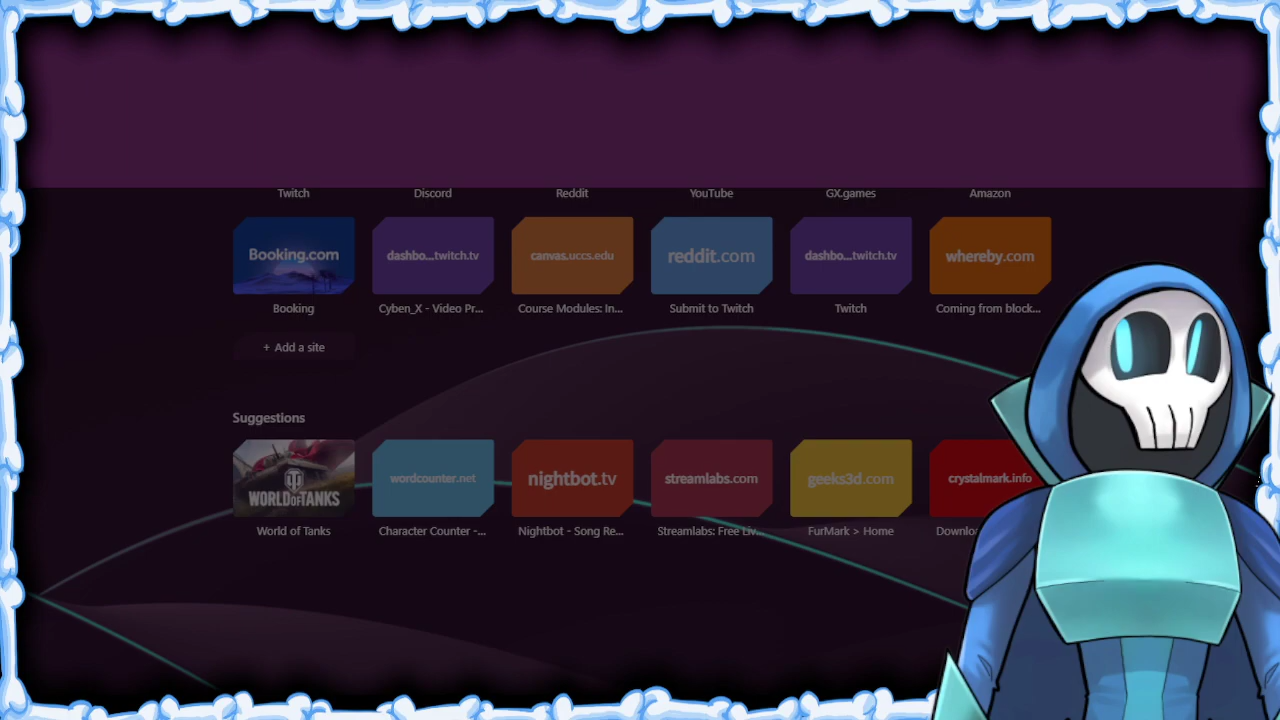 Twitch Discord Reddit YouTube GX.games Amazon
Booking.com dashbo...twitch.tv canvas.uccs.edu reddit.com dashbo...twitch.tv whereby.com
Booking Cyben_X - Video Pr... Course Modules: In... Submit to Twitch Twitch Coming from block...
+ Add a site
Suggestions
WORLD OF TANKS wordcounter.net nightbot.tv streamlabs.com geeks3d.com crystalmark.info
World of Tanks Character Counter -... Nightbot - Song Re... Streamlabs: Free Liv... FurMark > Home Downlo